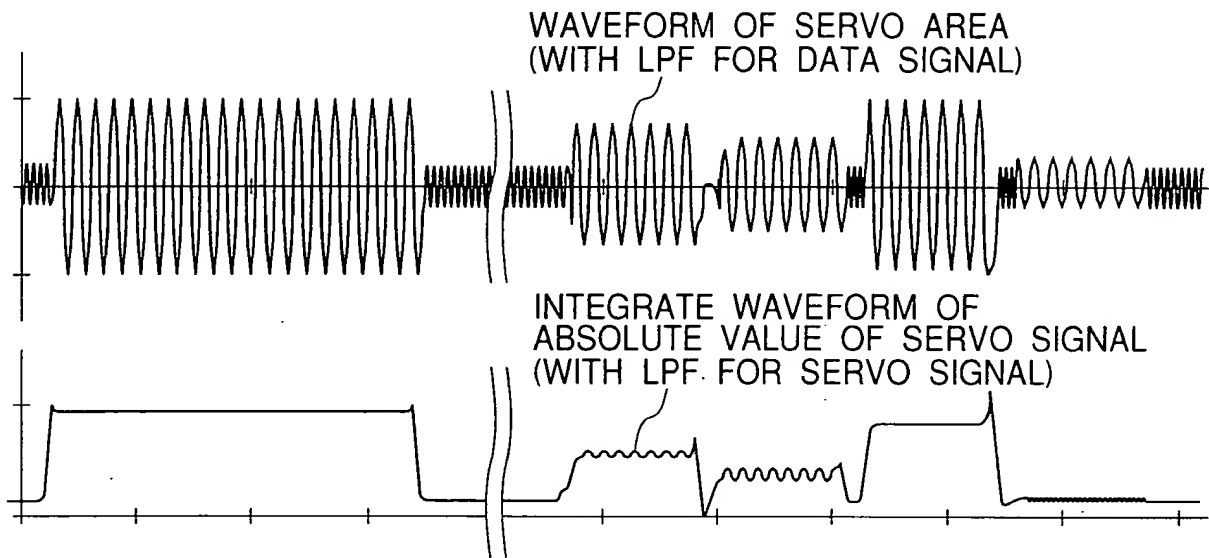 WAVEFORM OF SERVO AREA
(WITH LPF FOR DATA SIGNAL)
INTEGRATE WAVEFORM OF
ABSOLUTE VALUE OF SERVO SIGNAL
(WITH LPF FOR SERVO SIGNAL)